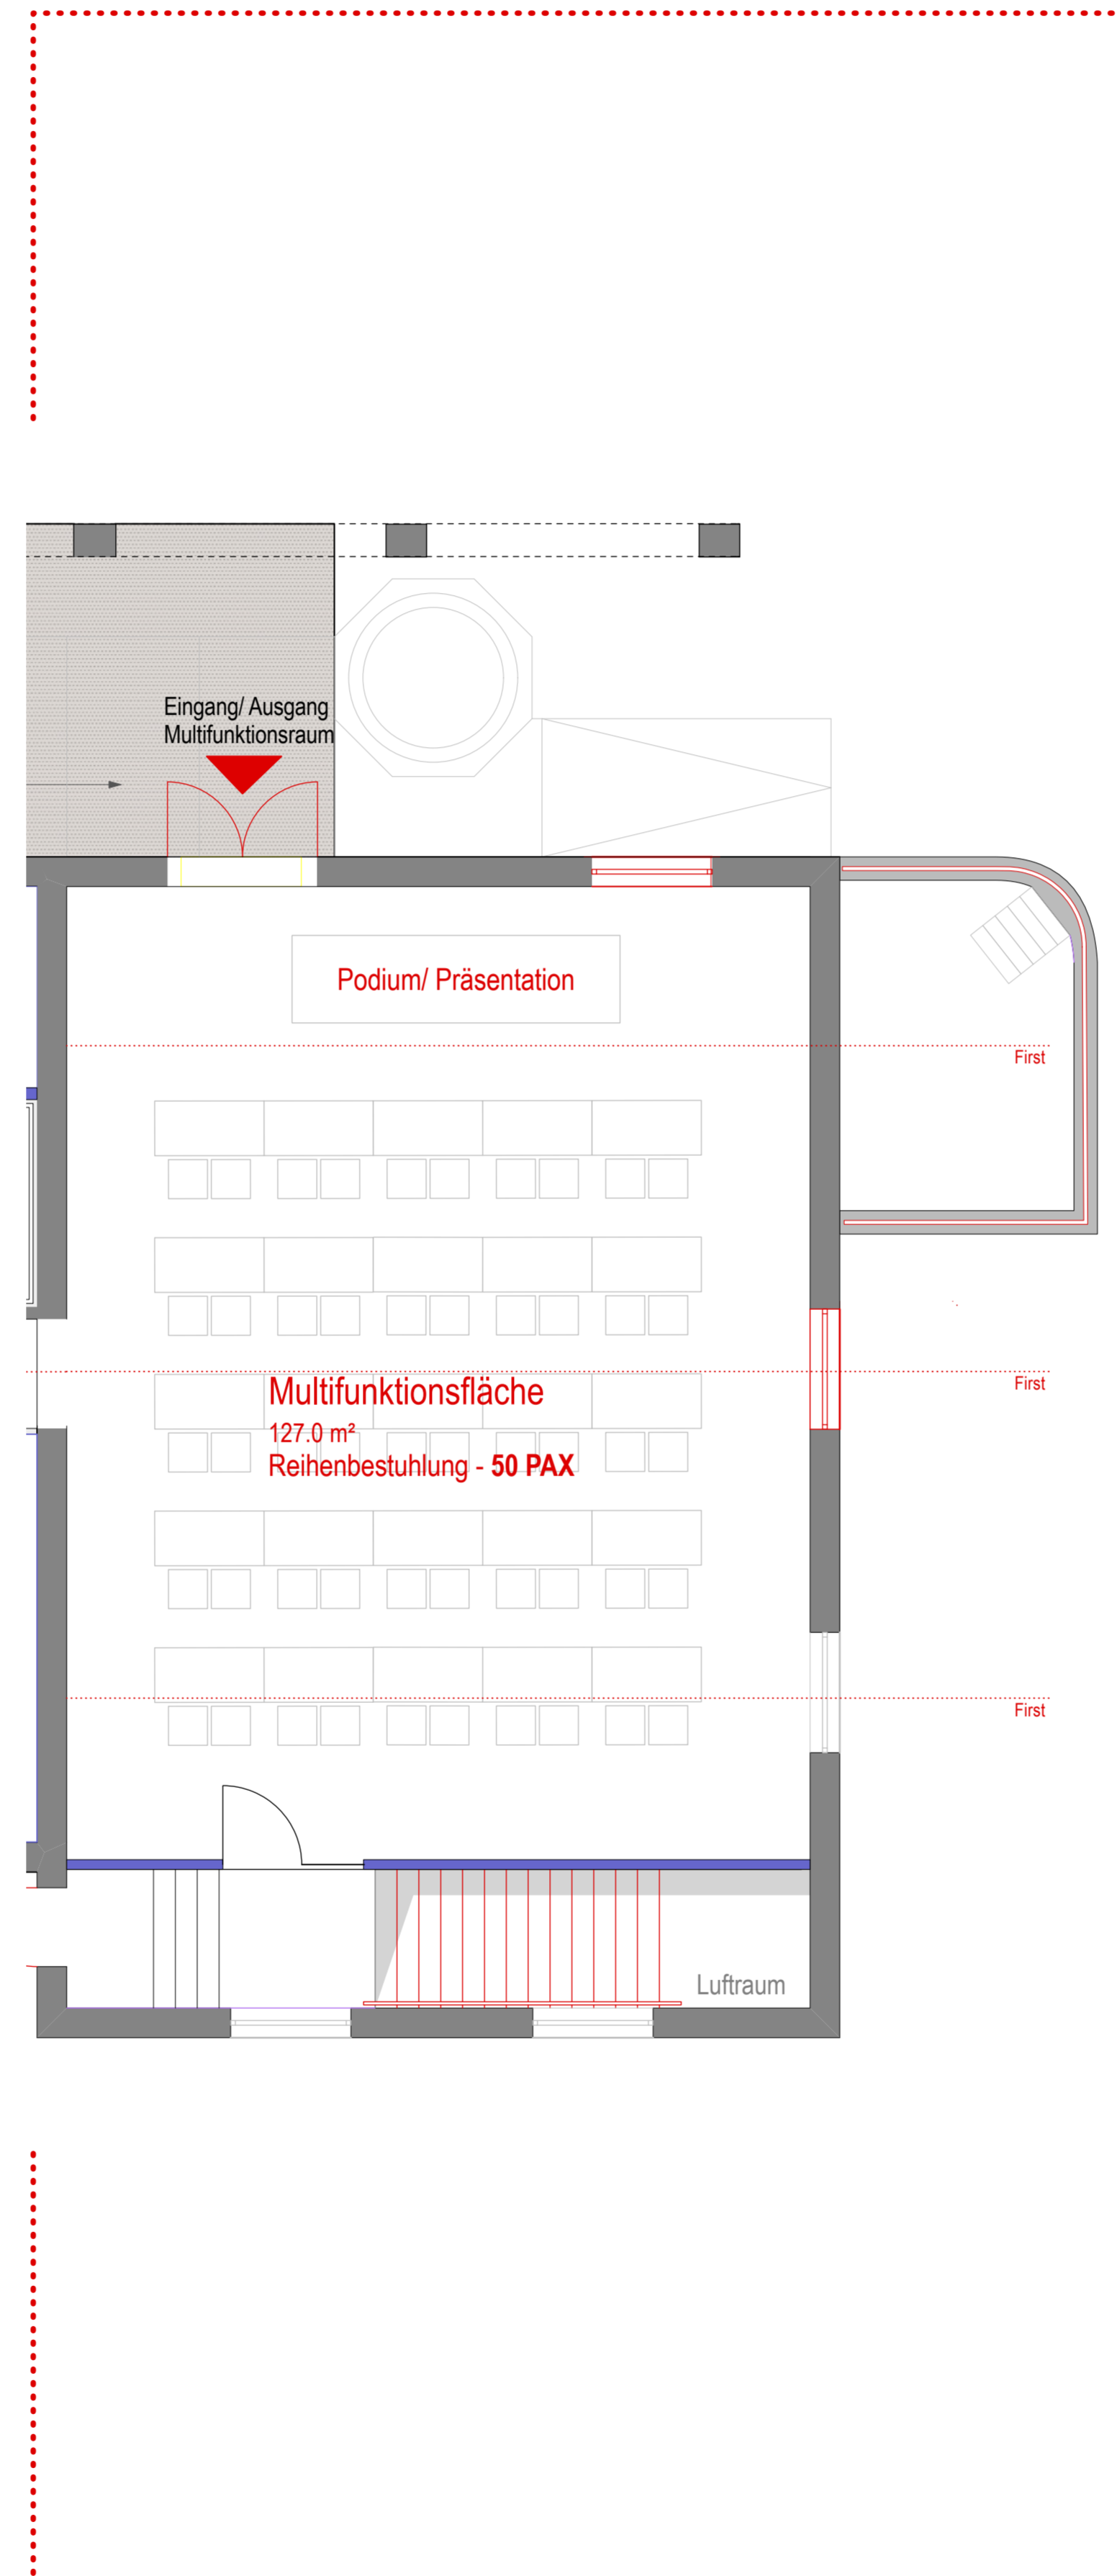 Eingang/ Ausgang
Multifunktionsraum
Podium/ Präsentation
First
First
Multifunktionsfläche
127.0 m²
Reihenbestuhlung - 50 PAX
First
Luftraum